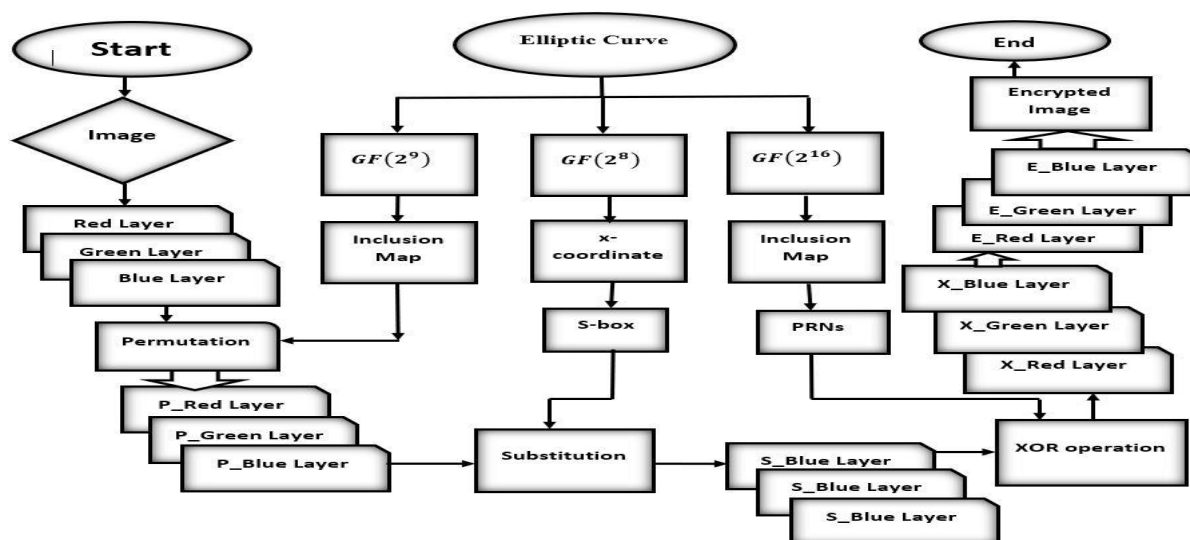 Start
Image
Red Layer
Green Layer
Blue Layer
Permutation
P_Red Layer
P_Green Layer
P_Blue Layer
Elliptic Curve
GF(2⁹)
Inclusion
Map
GF(2⁸)
x-
coordinate
S-box
Substitution
GF(2¹⁶)
Inclusion
Map
PRNs
S_Blue Layer
S_Blue Layer
S_Blue Layer
XOR operation
X_Red Layer
X_Green Layer
X_Blue Layer
E_Red Layer
E_Green Layer
E_Blue Layer
Encrypted
Image
End